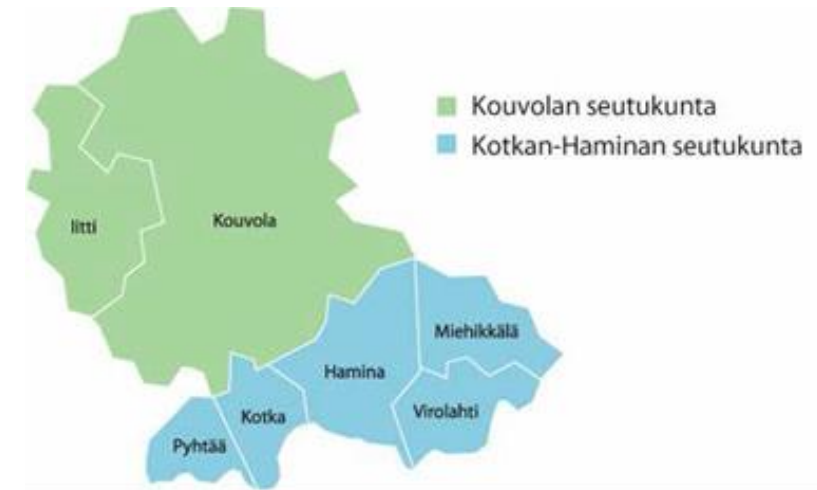 Kouvolan seutukunta
Kotkan-Haminan seutukunta
Iitti
Kouvola
Miehikkälä
Hamina
Virolahti
Kotka
Pyhtää